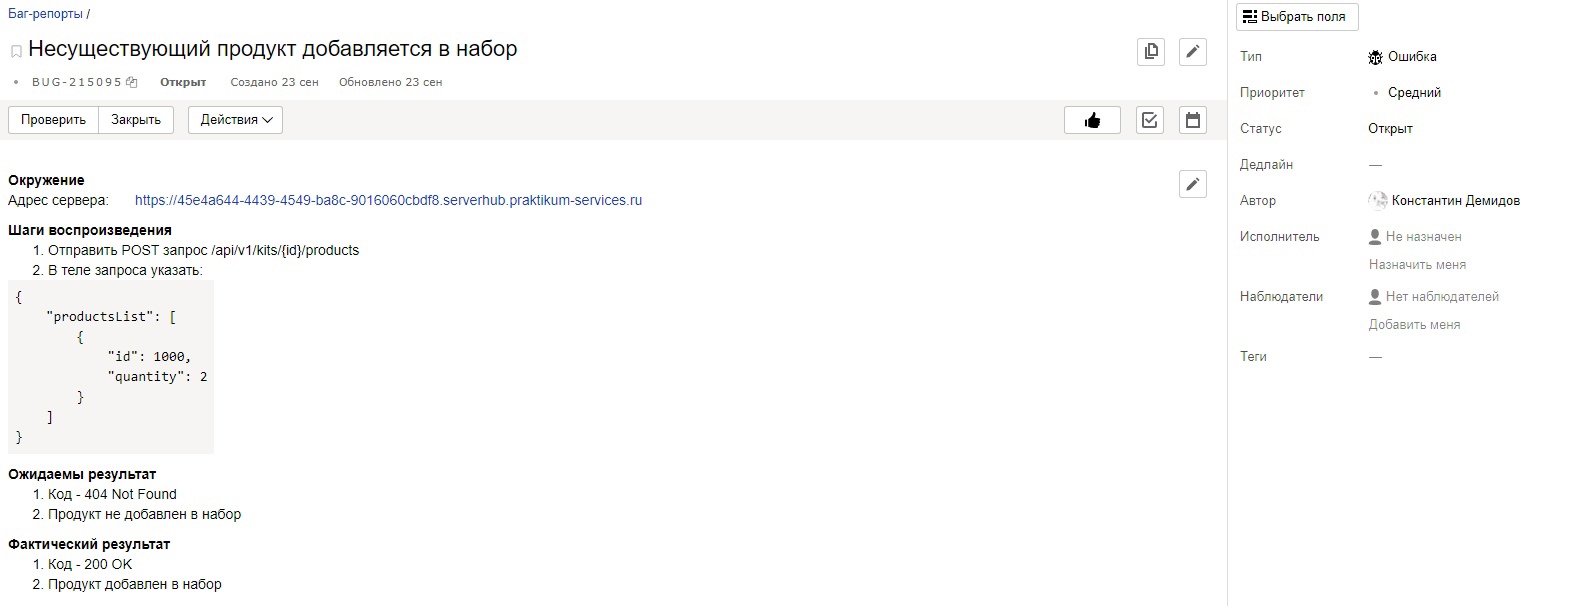 Баг-репорты /
Несуществующий продукт добавляется в набор
BUG-215095 Открыт Создано 23 сен Обновлено 23 сен
Проверить Закрыть Действия
Окружение
Адрес сервера: https://45e4a644-4439-4549-ba8c-9016060cbdf8.serverhub.praktikum-services.ru
Шаги воспроизведения
1. Отправить POST запрос /api/v1/kits/{id}/products
2. В теле запроса указать:
{
    "productsList": [
        {
            "id": 1000,
            "quantity": 2
        }
    ]
}
Ожидаемы результат
1. Код - 404 Not Found
2. Продукт не добавлен в набор
Фактический результат
1. Код - 200 OK
2. Продукт добавлен в набор
Выбрать поля
Тип Ошибка
Приоритет Средний
Статус Открыт
Дедлайн —
Автор Константин Демидов
Исполнитель Не назначен
Назначить меня
Наблюдатели Нет наблюдателей
Добавить меня
Теги —